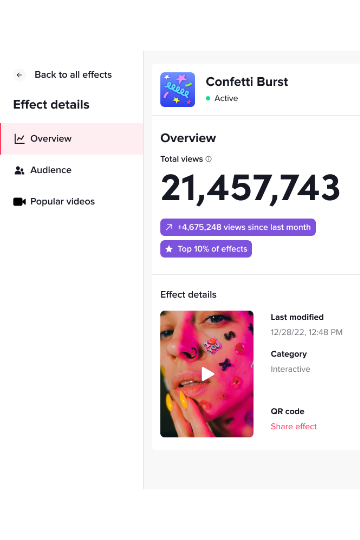 Back to all effects
Effect details
Overview
Audience
Popular videos
Confetti Burst
Active
Overview
Total views
21,457,743
+4,675,248 views since last month
Top 10% of effects
Effect details
Last modified
12/28/22, 12:48 PM
Category
Interactive
QR code
Share effect